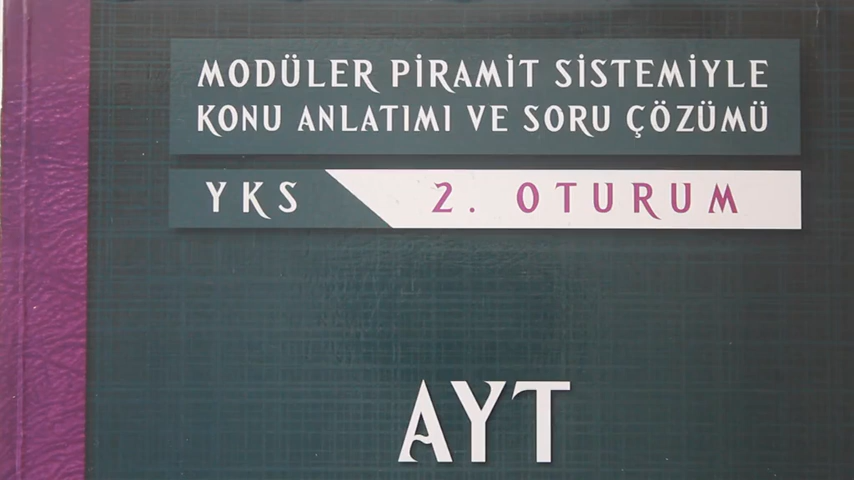 MODÜLER PİRAMİT SİSTEMİYLE
KONU ANLATIMI VE SORU ÇÖZÜMÜ
YKS 2. OTURUM
AYT